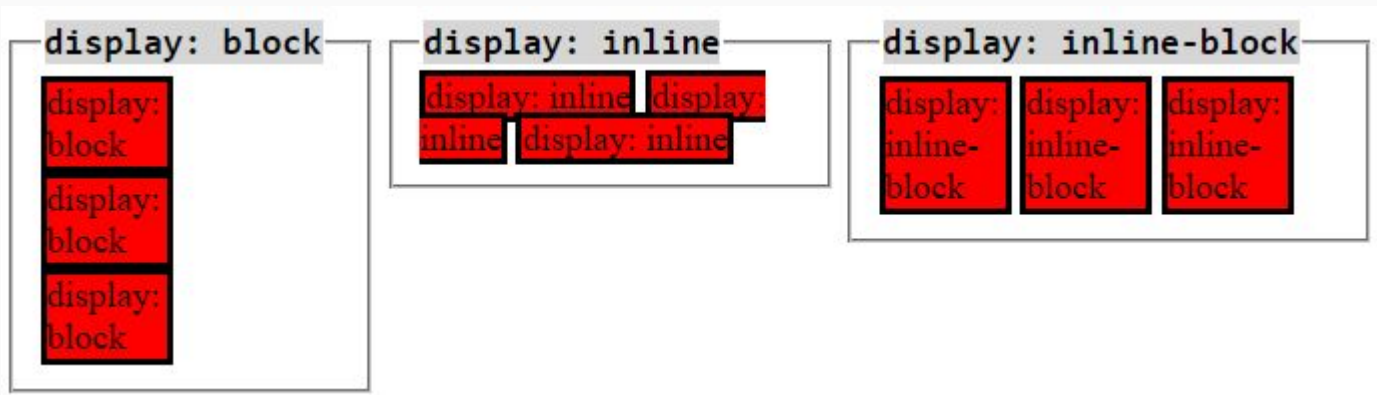 display: block
display:
block
display:
block
display:
block
display: inline
display: inline display:
inline display: inline
display: inline-block
display: display: display:
inline- inline- inline-
block block block